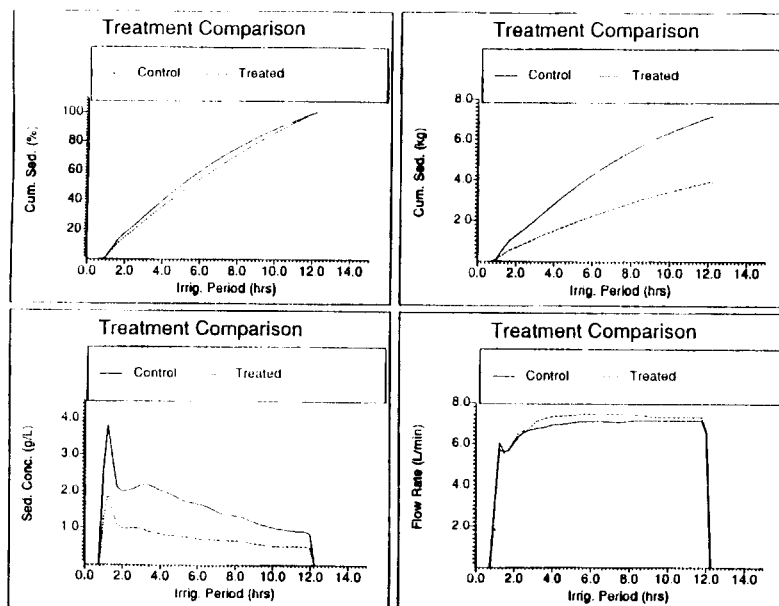 Treatment Comparison
Control Treated
Cum. Sed. (%)
100
80
60
40
20
0.0 2.0 4.0 6.0 8.0 10.0 12.0 14.0
Irrig. Period (hrs)
Treatment Comparison
Control Treated
Cum. Sed. (kg)
8.0
6.0
4.0
2.0
0.0 2.0 4.0 6.0 8.0 10.0 12.0 14.0
Irrig. Period (hrs)
Treatment Comparison
Control Treated
Sed. Conc. (g/L)
4.0
3.0
2.0
1.0
0.0 2.0 4.0 6.0 8.0 10.0 12.0 14.0
Irrig. Period (hrs)
Treatment Comparison
Control Treated
Flow Rate (L/min)
8.0
6.0
4.0
2.0
0.0 2.0 4.0 6.0 8.0 10.0 12.0 14.0
Irrig. Period (hrs)